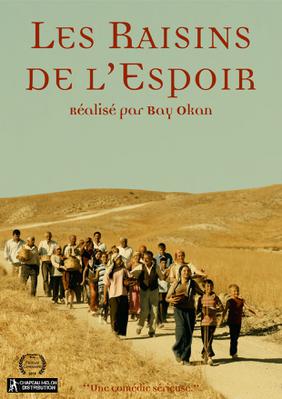 Les Raisins
de l'Espoir
Réalisé par Bay Okan
CHAPEAU MELON
DISTRIBUTION
"Une comédie sérieuse."